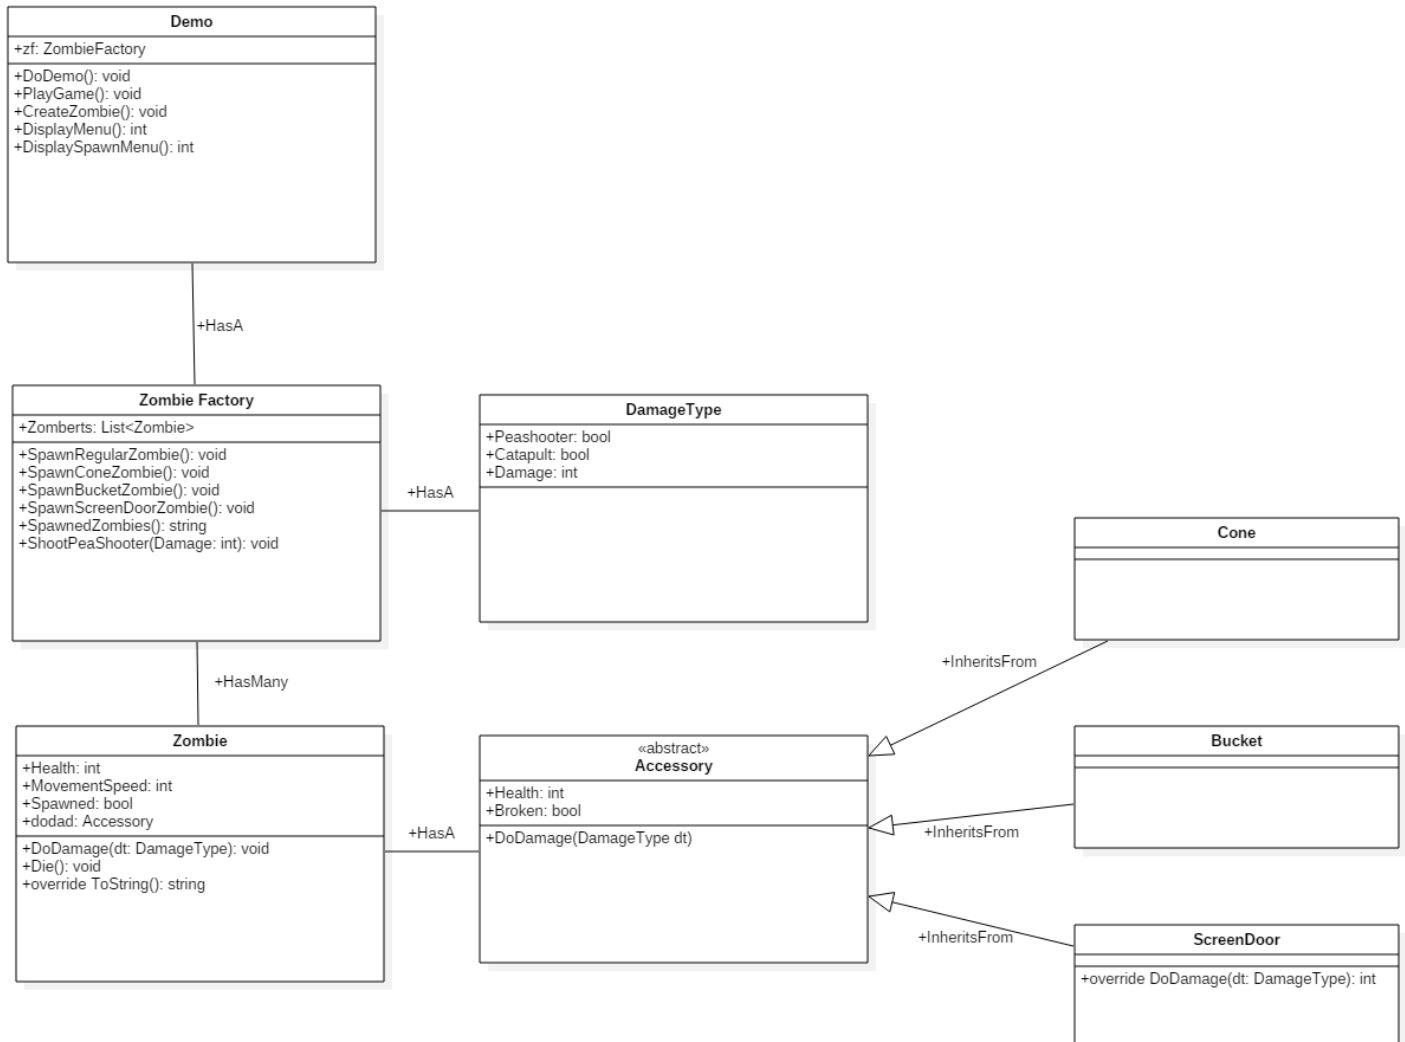 Demo
+zf: ZombieFactory
+DoDemo(): void
+PlayGame(): void
+CreateZombie(): void
+DisplayMenu(): int
+DisplaySpawnMenu(): int
+HasA
Zombie Factory
+Zomberts: List<Zombie>
+SpawnRegularZombie(): void
+SpawnConeZombie(): void
+SpawnBucketZombie(): void
+SpawnScreenDoorZombie(): void
+SpawnedZombies(): string
+ShootPeaShooter(Damage: int): void
+HasA
DamageType
+Peashooter: bool
+Catapult: bool
+Damage: int
+HasMany
Zombie
+Health: int
+MovementSpeed: int
+Spawned: bool
+dodad: Accessory
+DoDamage(dt: DamageType): void
+Die(): void
+override ToString(): string
+HasA
«abstract»
Accessory
+Health: int
+Broken: bool
+DoDamage(DamageType dt)
+InheritsFrom
Cone
+InheritsFrom
Bucket
+InheritsFrom
ScreenDoor
+override DoDamage(dt: DamageType): int